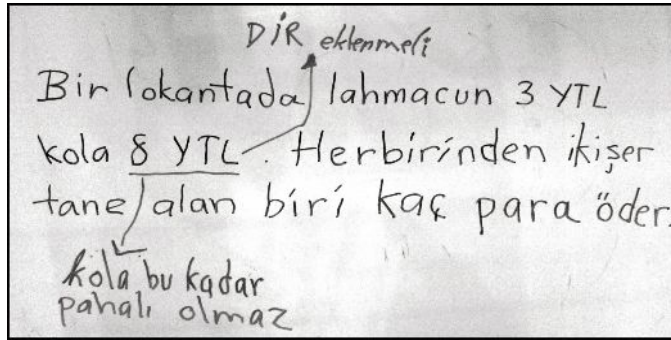 DİR eklenmeli
Bir lokantada lahmacun 3 YTL
kola 8 YTL. Herbirinden ikişer
tane alan biri kaç para öder.
kola bu kadar
pahalı olmaz